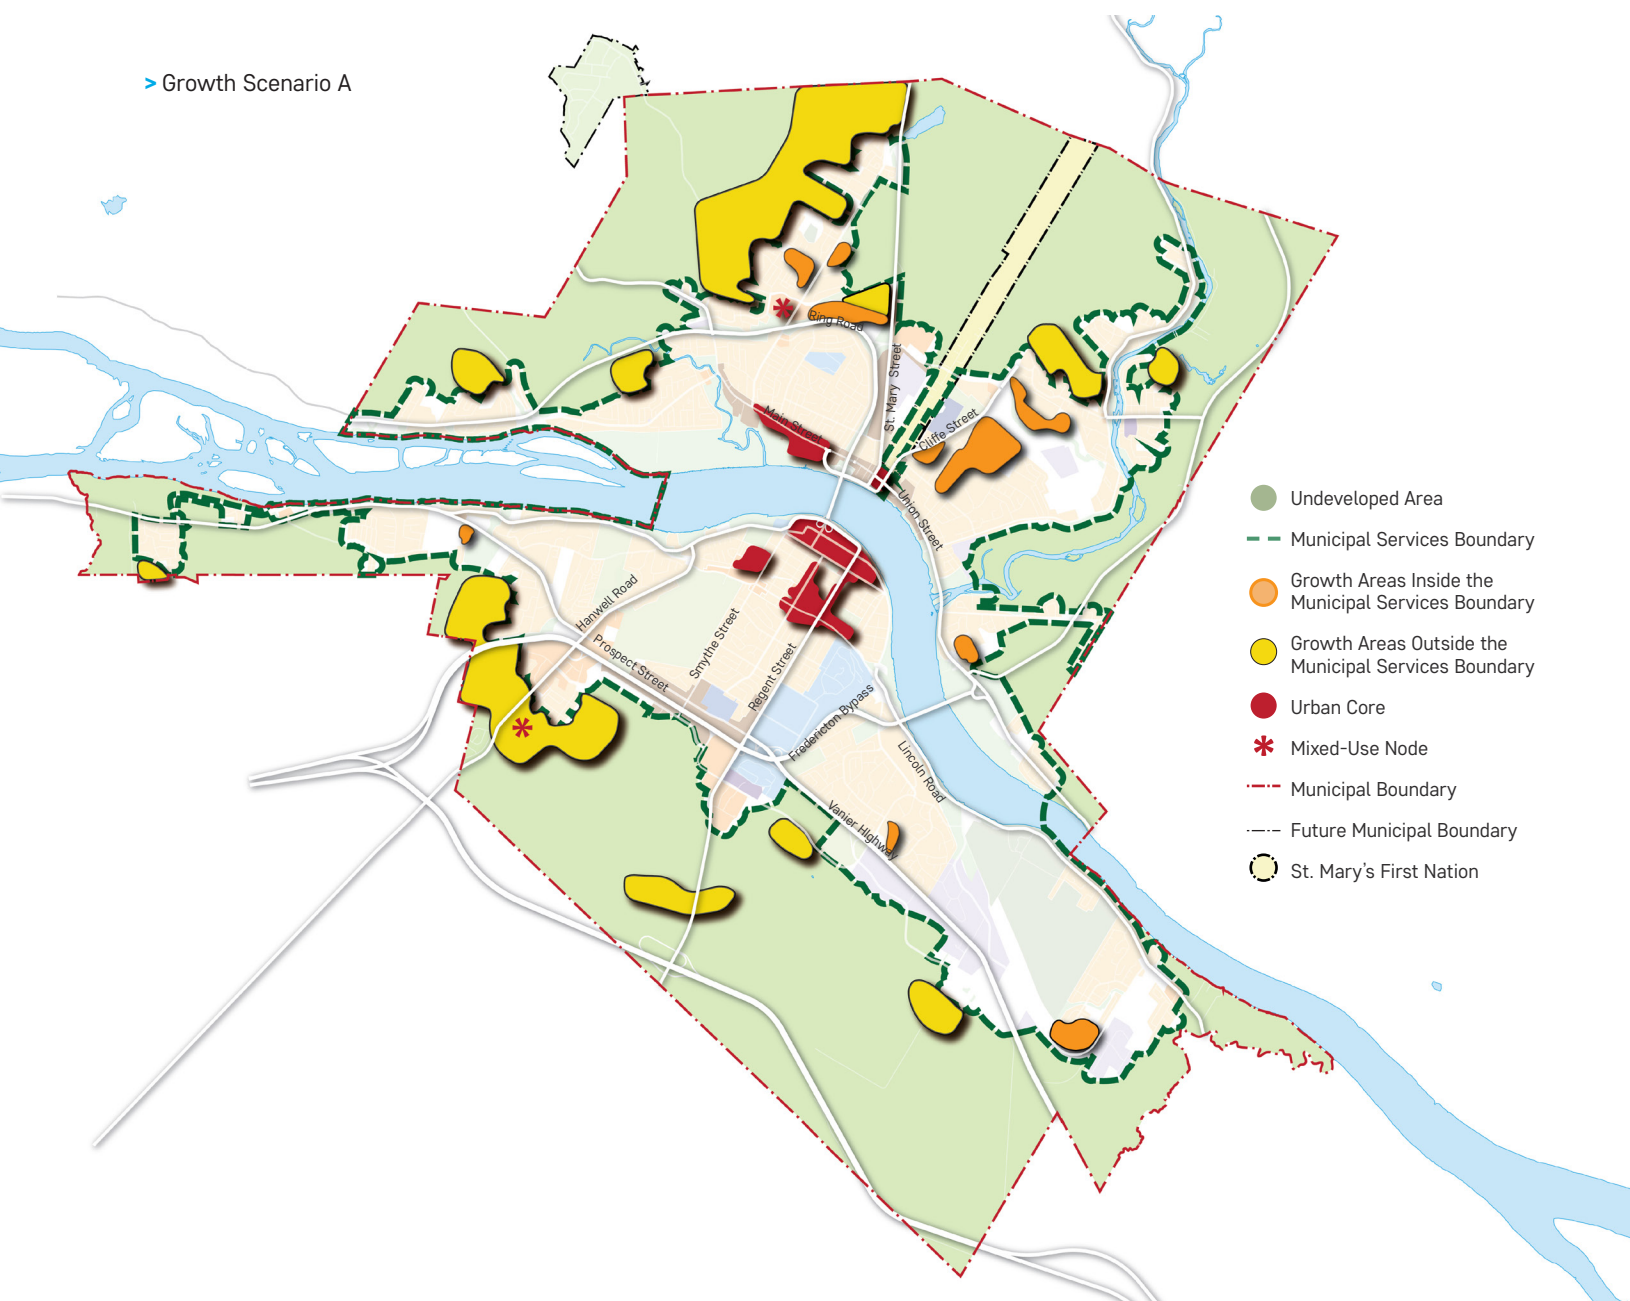 > Growth Scenario A
Ring Road
St. Mary Street
Main Street
Cliffe Street
Union Street
Hanwell Road
Prospect Street
Smythe Street
Regent Street
Fredericton Bypass
Lincoln Road
Vanier HIghway
Undeveloped Area
Municipal Services Boundary
Growth Areas Inside the
Municipal Services Boundary
Growth Areas Outside the
Municipal Services Boundary
Urban Core
Mixed-Use Node
Municipal Boundary
Future Municipal Boundary
St. Mary's First Nation